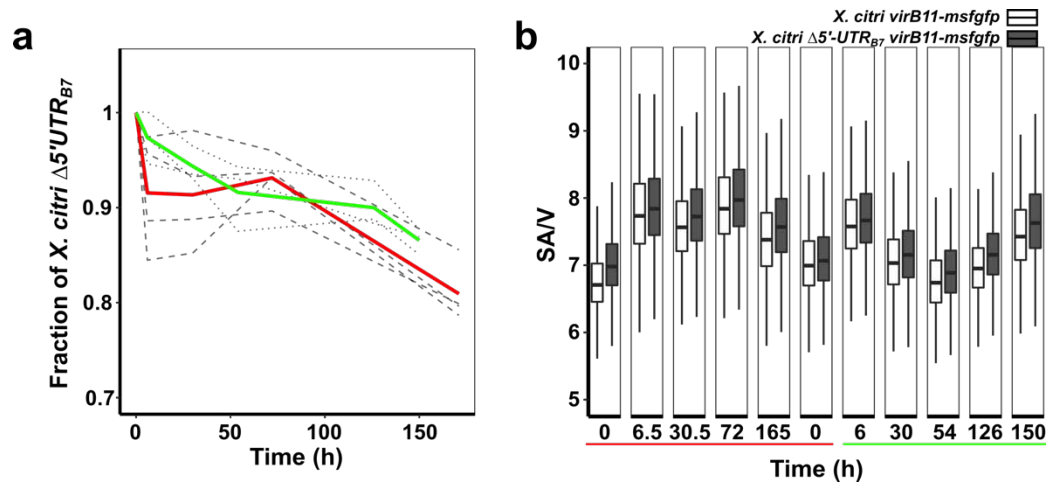 a
Fraction of X. citri Δ5'UTR_B7
1
0.9
0.8
0.7
0 50 100 150
Time (h)
b
X. citri virB11-msfgfp
X. citri Δ5'-UTR_B7 virB11-msfgfp
SA/V
10
9
8
7
6
5
0 6.5 30.5 72 165 0 6 30 54 126 150
Time (h)